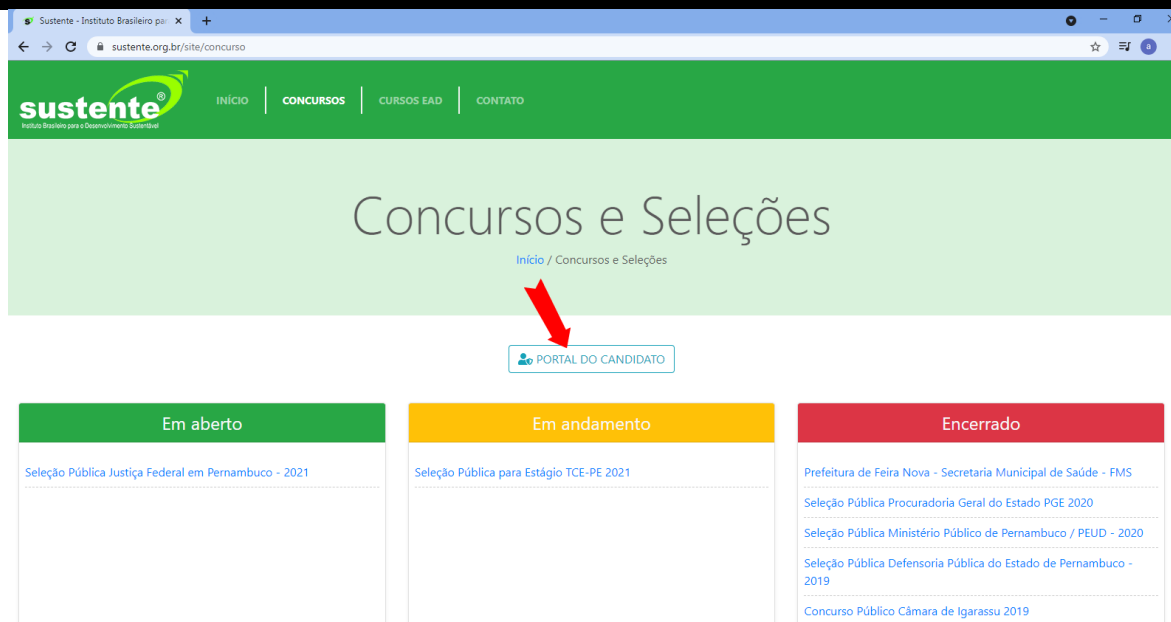 Sustente - Instituto Brasileiro par
sustente.org.br/site/concurso
a
sustente®
Instituto Brasileiro para o Desenvolvimento Sustentável
INÍCIO
CONCURSOS
CURSOS EAD
CONTATO
Concursos e Seleções
Início / Concursos e Seleções
PORTAL DO CANDIDATO
Em aberto
Seleção Pública Justiça Federal em Pernambuco - 2021
Em andamento
Seleção Pública para Estágio TCE-PE 2021
Encerrado
Prefeitura de Feira Nova - Secretaria Municipal de Saúde - FMS
Seleção Pública Procuradoria Geral do Estado PGE 2020
Seleção Pública Ministério Público de Pernambuco / PEUD - 2020
Seleção Pública Defensoria Pública do Estado de Pernambuco -
2019
Concurso Público Câmara de Igarassu 2019